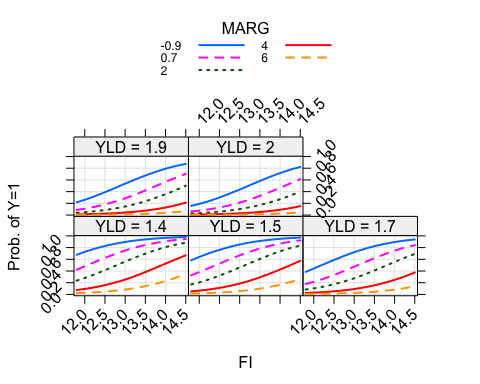 MARG
-0.9 4
0.7 6
2
12.0 12.5 13.0 13.5 14.0 14.5
YLD = 1.9 YLD = 2
YLD = 1.4 YLD = 1.5 YLD = 1.7
Prob. of Y=1
12.0 12.5 13.0 13.5 14.0 14.5 12.0 12.5 13.0 13.5 14.0 14.5
FI